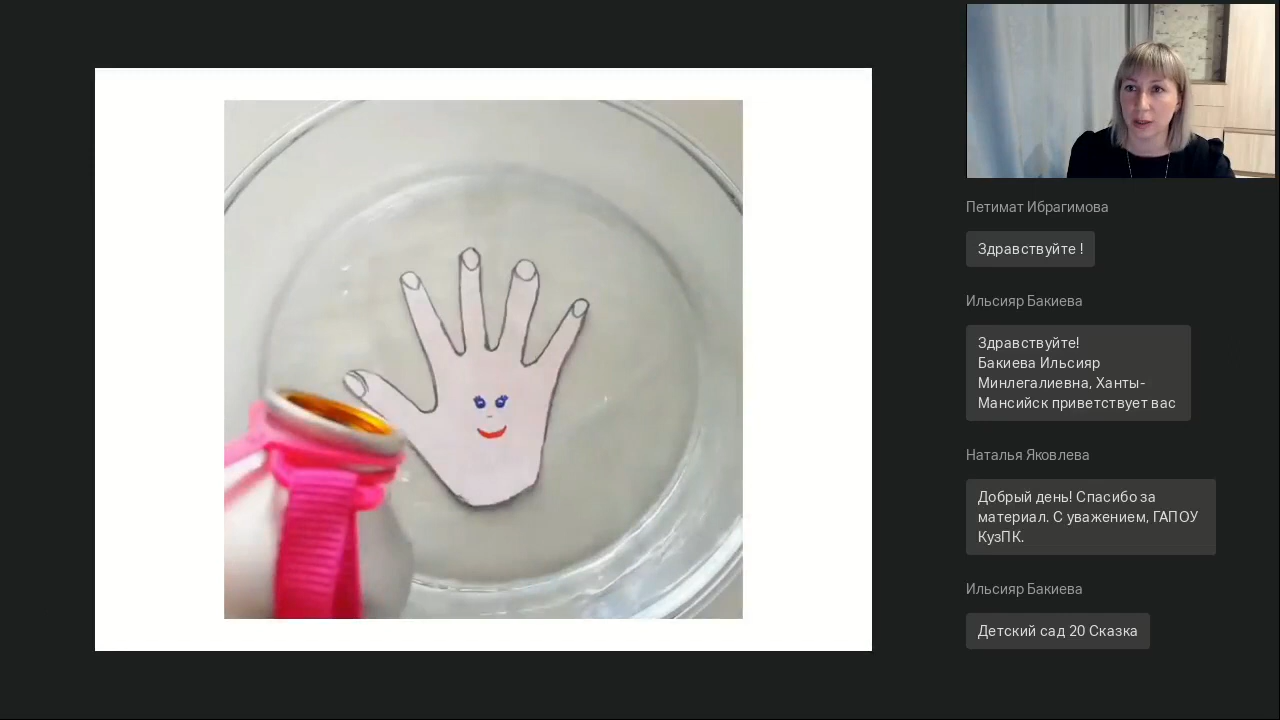 Петимат Ибрагимова
Здравствуйте !
Ильсияр Бакиева
Здравствуйте!
Бакиева Ильсияр
Минлегалиевна, Ханты-
Мансийск приветствует вас
Наталья Яковлева
Добрый день! Спасибо за
материал. С уважением, ГАПОУ
КузПК.
Ильсияр Бакиева
Детский сад 20 Сказка